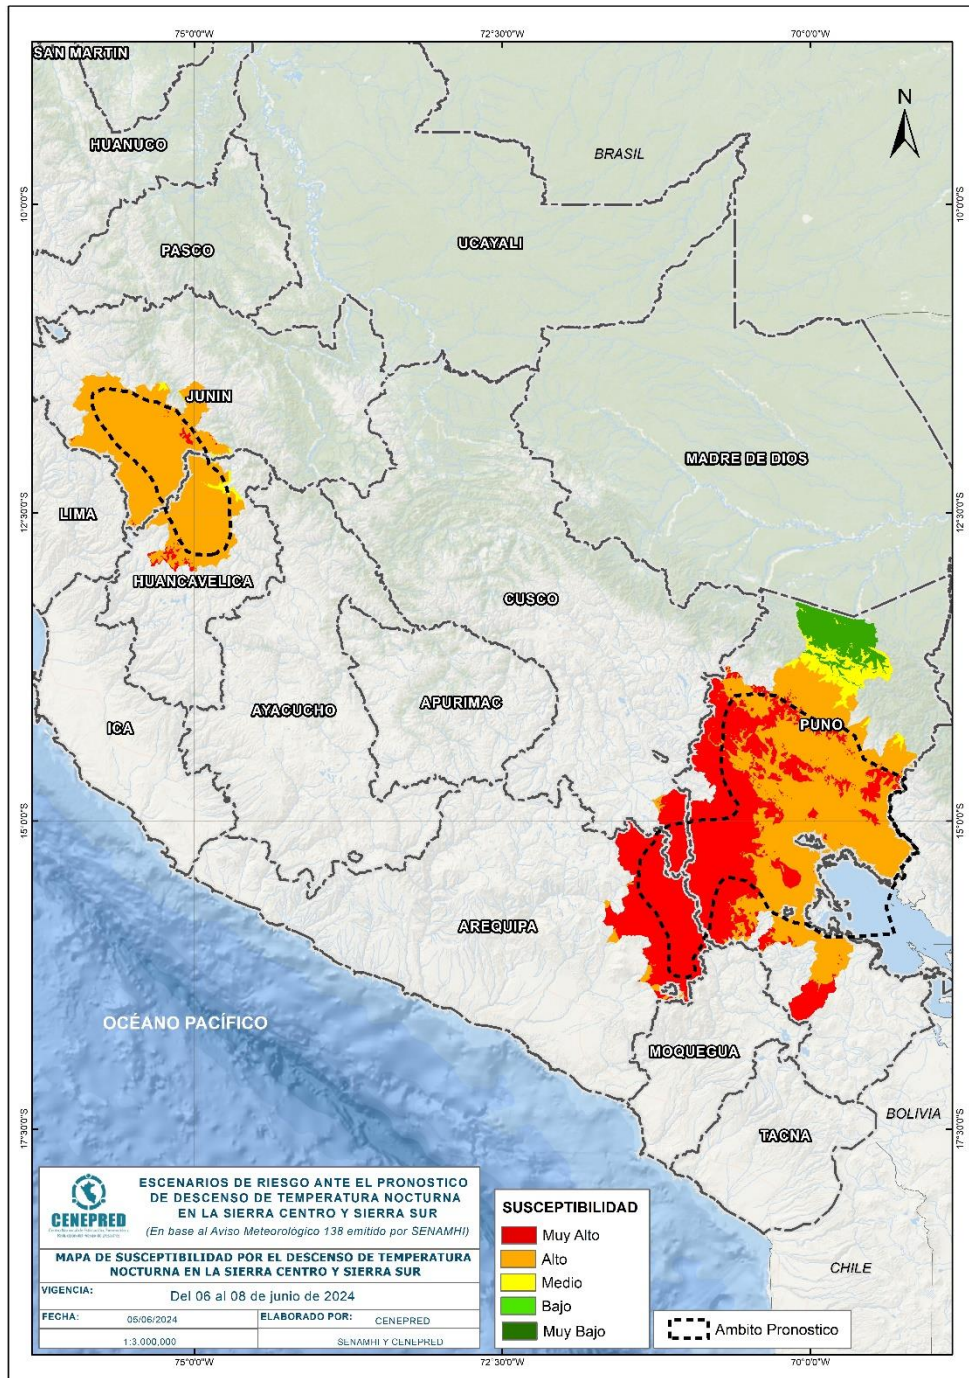 75°0'0"W
72°30'0"W
70°0'0"W
SAN MARTIN
N
HUANUCO
BRASIL
10°0'0"S
10°0'0"S
PASCO
UCAYALI
JUNIN
MADRE DE DIOS
LIMA
12°30'0"S
12°30'0"S
HUANCAVELICA
CUSCO
ICA
AYACUCHO
APURIMAC
PUNO
15°0'0"S
15°0'0"S
AREQUIPA
OCÉANO PACÍFICO
MOQUEGUA
BOLIVIA
17°30'0"S
17°30'0"S
TACNA
CHILE
CENEPRED
ESCENARIOS DE RIESGO ANTE EL PRONOSTICO
DE DESCENSO DE TEMPERATURA NOCTURNA
EN LA SIERRA CENTRO Y SIERRA SUR
(En base al Aviso Meteorológico 138 emitido por SENAMHI)
MAPA DE SUSCEPTIBILIDAD POR EL DESCENSO DE TEMPERATURA
NOCTURNA EN LA SIERRA CENTRO Y SIERRA SUR
VIGENCIA:
Del 06 al 08 de junio de 2024
FECHA:
05/06/2024
ELABORADO POR:
CENEPRED
1:3,000,000
SENAMHI Y CENEPRED
SUSCEPTIBILIDAD
Muy Alto
Alto
Medio
Bajo
Muy Bajo
Ambito Pronostico
75°0'0"W
72°30'0"W
70°0'0"W